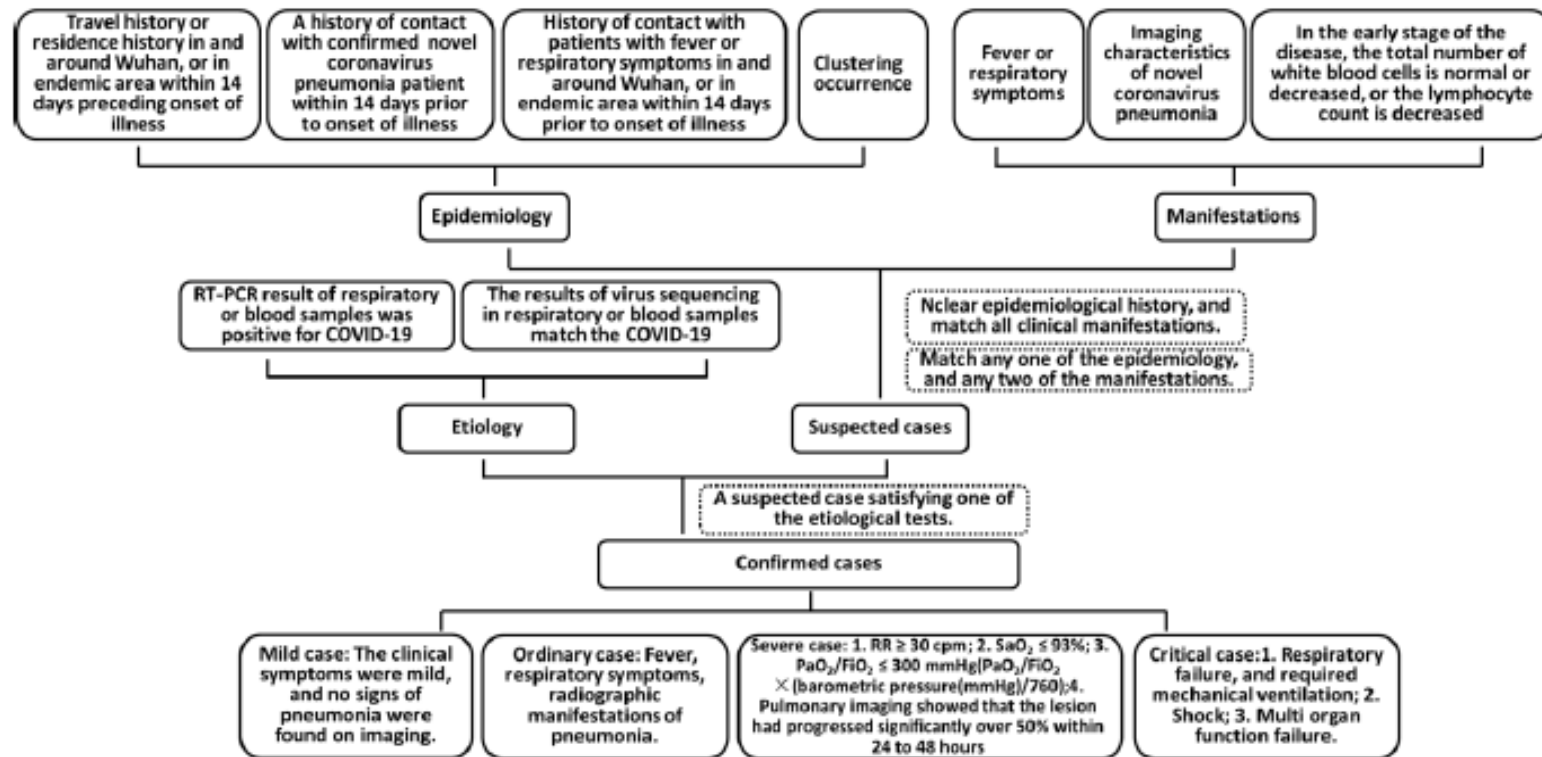 Travel history or
residence history in and
around Wuhan, or in
endemic area within 14
days preceding onset of
illness
A history of contact
with confirmed novel
coronavirus
pneumonia patient
within 14 days prior
to onset of illness
History of contact with
patients with fever or
respiratory symptoms in and
around Wuhan, or in
endemic area within 14 days
prior to onset of illness
Clustering
occurrence
Fever or
respiratory
symptoms
Imaging
characteristics
of novel
coronavirus
pneumonia
In the early stage of the
disease, the total number of
white blood cells is normal or
decreased, or the lymphocyte
count is decreased
Epidemiology
Manifestations
RT-PCR result of respiratory
or blood samples was
positive for COVID-19
The results of virus sequencing
in respiratory or blood samples
match the COVID-19
Nclear epidemiological history, and
match all clinical manifestations.
Match any one of the epidemiology,
and any two of the manifestations.
Etiology
Suspected cases
A suspected case satisfying one of
the etiological tests.
Confirmed cases
Mild case: The clinical
symptoms were mild,
and no signs of
pneumonia were
found on imaging.
Ordinary case: Fever,
respiratory symptoms,
radiographic
manifestations of
pneumonia.
Severe case: 1. RR ≥ 30 cpm; 2. SaO₂ ≤ 93%; 3.
PaO₂/FiO₂ ≤ 300 mmHg(PaO₂/FiO₂
×(barometric pressure(mmHg)/760);4.
Pulmonary imaging showed that the lesion
had progressed significantly over 50% within
24 to 48 hours
Critical case:1. Respiratory
failure, and required
mechanical ventilation; 2.
Shock; 3. Multi organ
function failure.